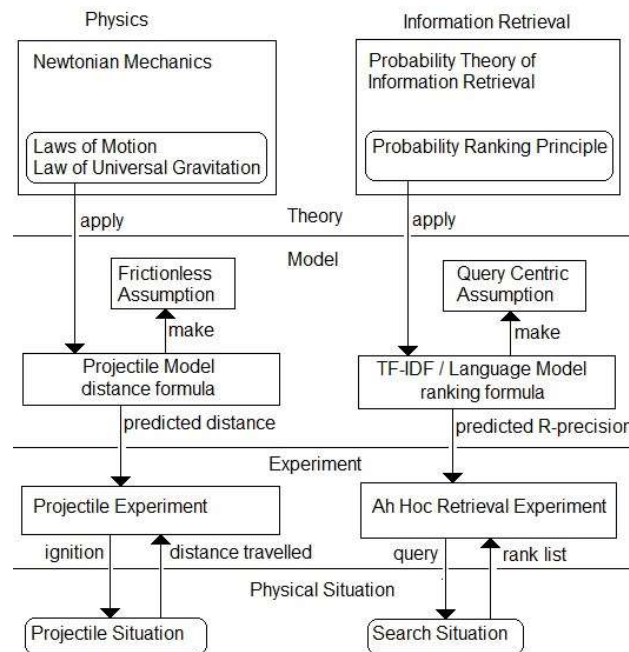 Physics
Information Retrieval
Newtonian Mechanics
Probability Theory of
Information Retrieval
Laws of Motion
Law of Universal Gravitation
Probability Ranking Principle
apply
Theory
apply
Model
Frictionless
Assumption
Query Centric
Assumption
make
make
Projectile Model
distance formula
TF-IDF / Language Model
ranking formula
predicted distance
predicted R-precision
Experiment
Projectile Experiment
Ah Hoc Retrieval Experiment
ignition
distance travelled
query
rank list
Physical Situation
Projectile Situation
Search Situation